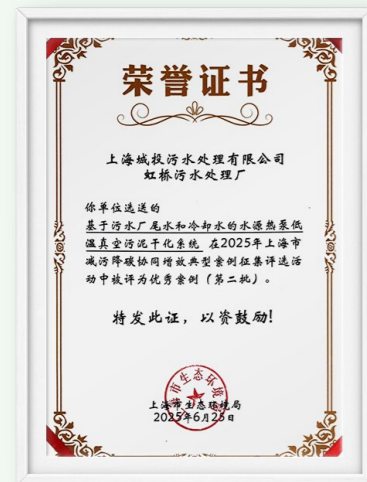 荣誉证书
上海城投污水处理有限公司
虹桥污水处理厂
你单位选送的
基于污水厂尾水和冷却水的水源热泵低
温真空污泥干化系统 在2025年上海市
减污降碳协同增效典型案例征集评选活
动中被评为优秀案例（第二批）。
特发此证，以资鼓励！
上海市生态环境局
2025年6月25日